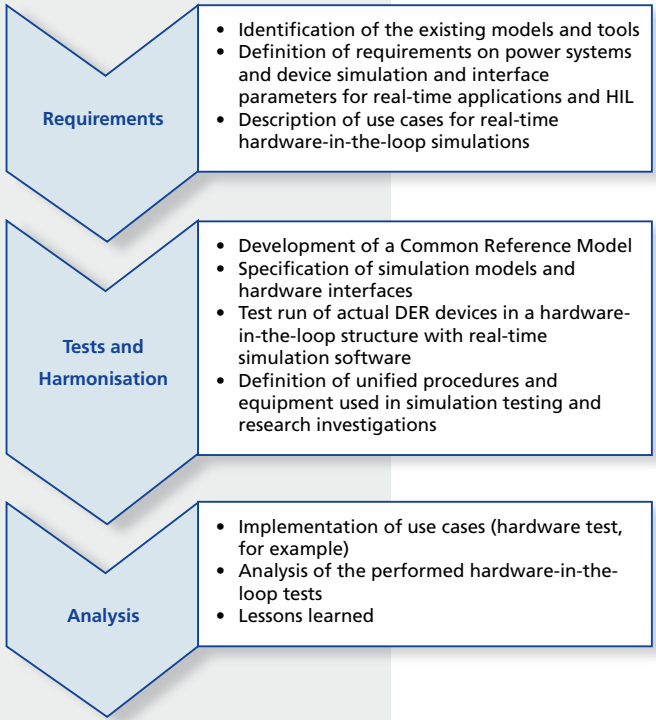 Requirements
• Identification of the existing models and tools
• Definition of requirements on power systems
and device simulation and interface
parameters for real-time applications and HIL
• Description of use cases for real-time
hardware-in-the-loop simulations
Tests and
Harmonisation
• Development of a Common Reference Model
• Specification of simulation models and
hardware interfaces
• Test run of actual DER devices in a hardware-
in-the-loop structure with real-time
simulation software
• Definition of unified procedures and
equipment used in simulation testing and
research investigations
Analysis
• Implementation of use cases (hardware test,
for example)
• Analysis of the performed hardware-in-the-
loop tests
• Lessons learned